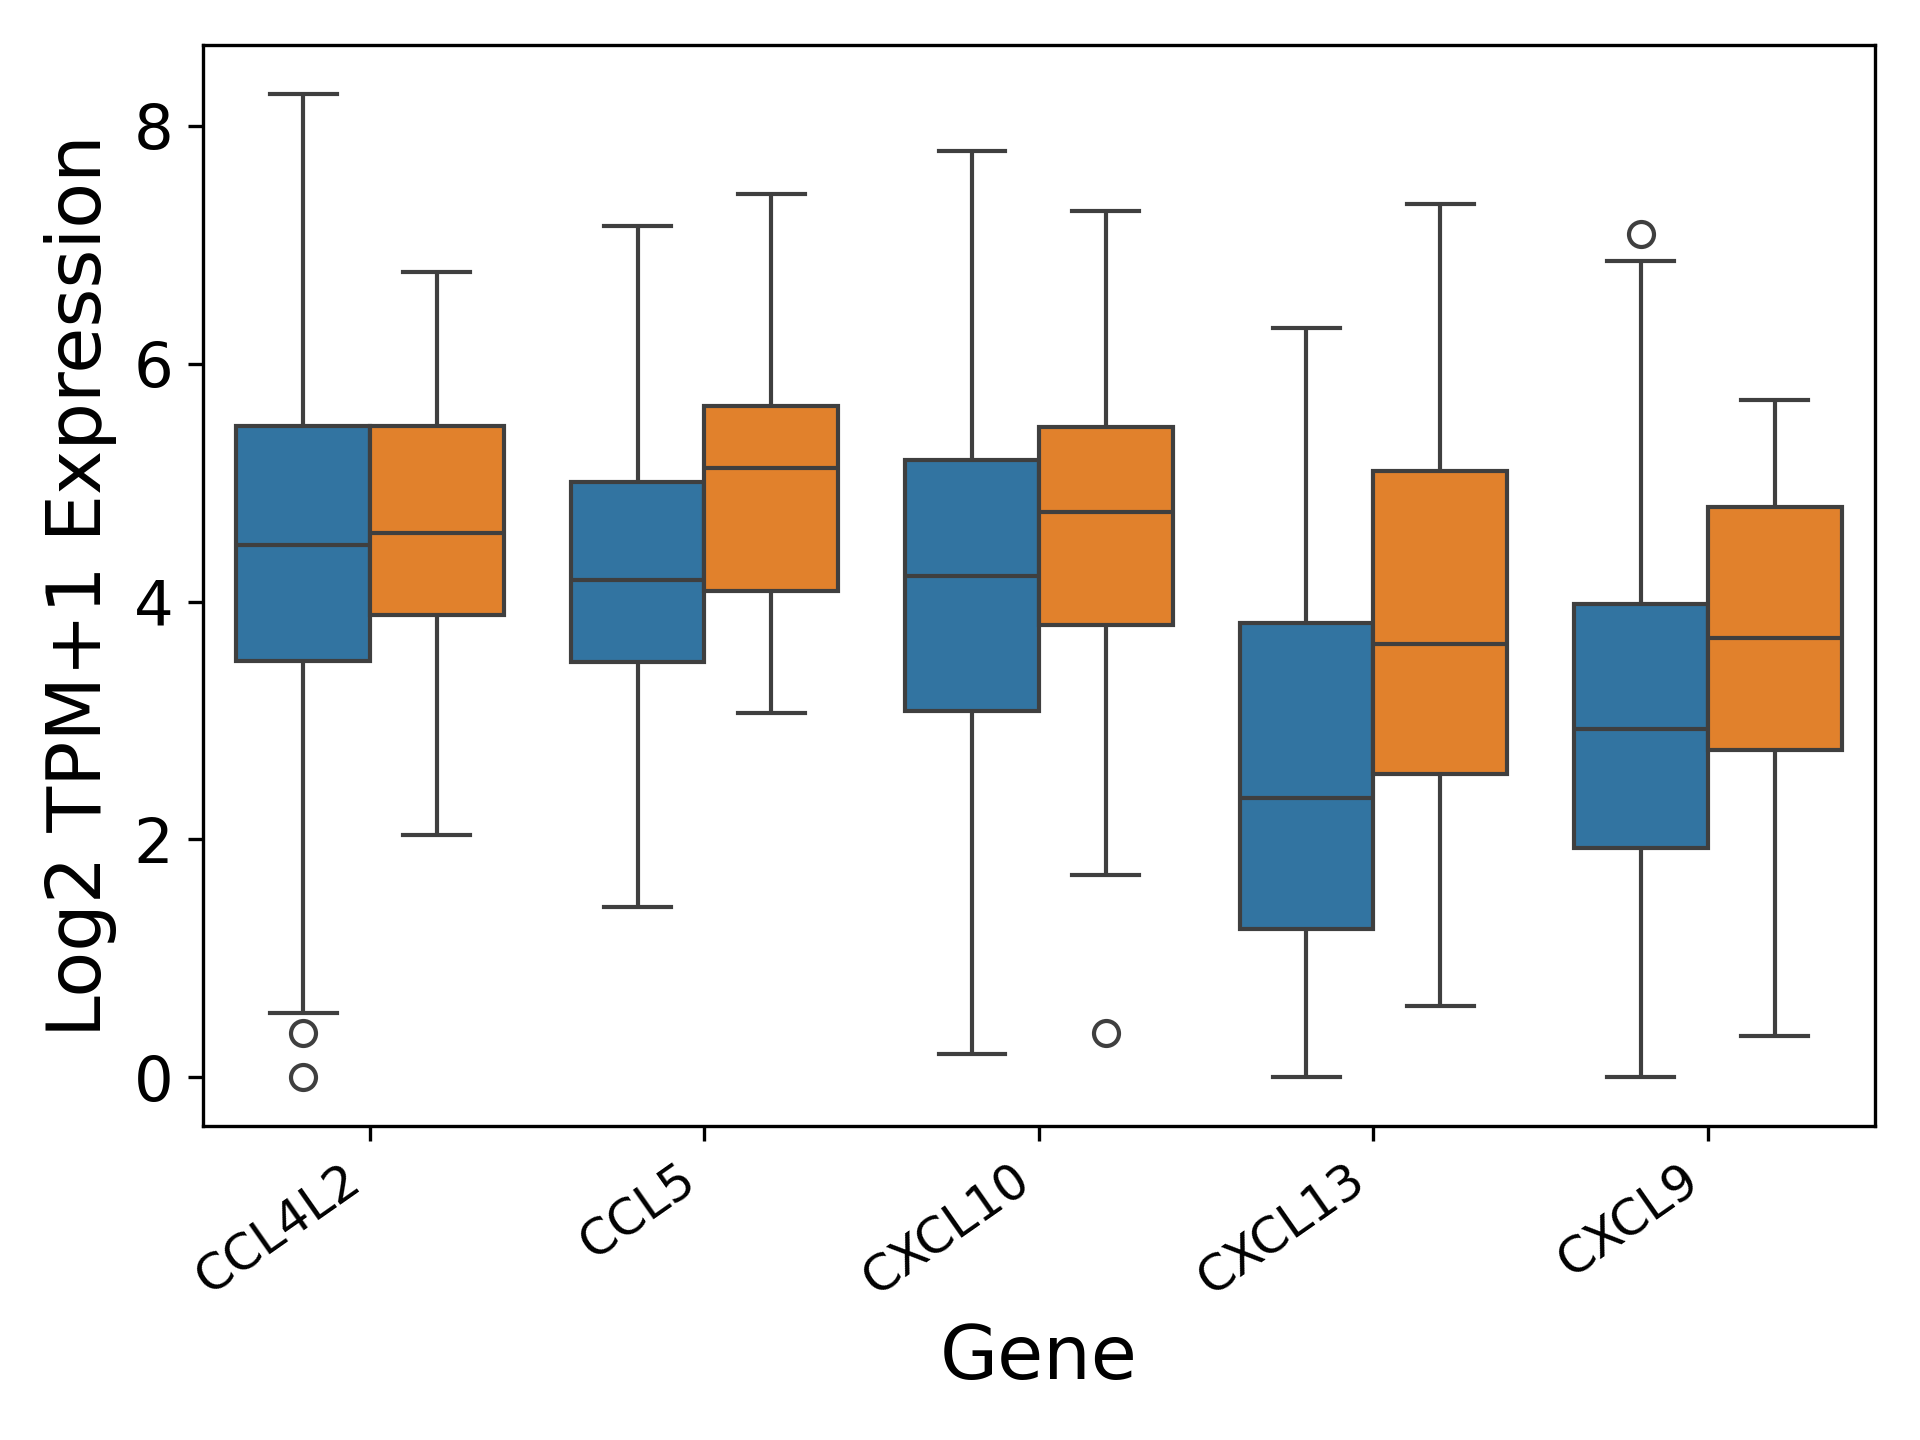 Log2 TPM+1 Expression
8
6
4
2
0
CCL4L2
CCL5
CXCL10
CXCL13
CXCL9
Gene